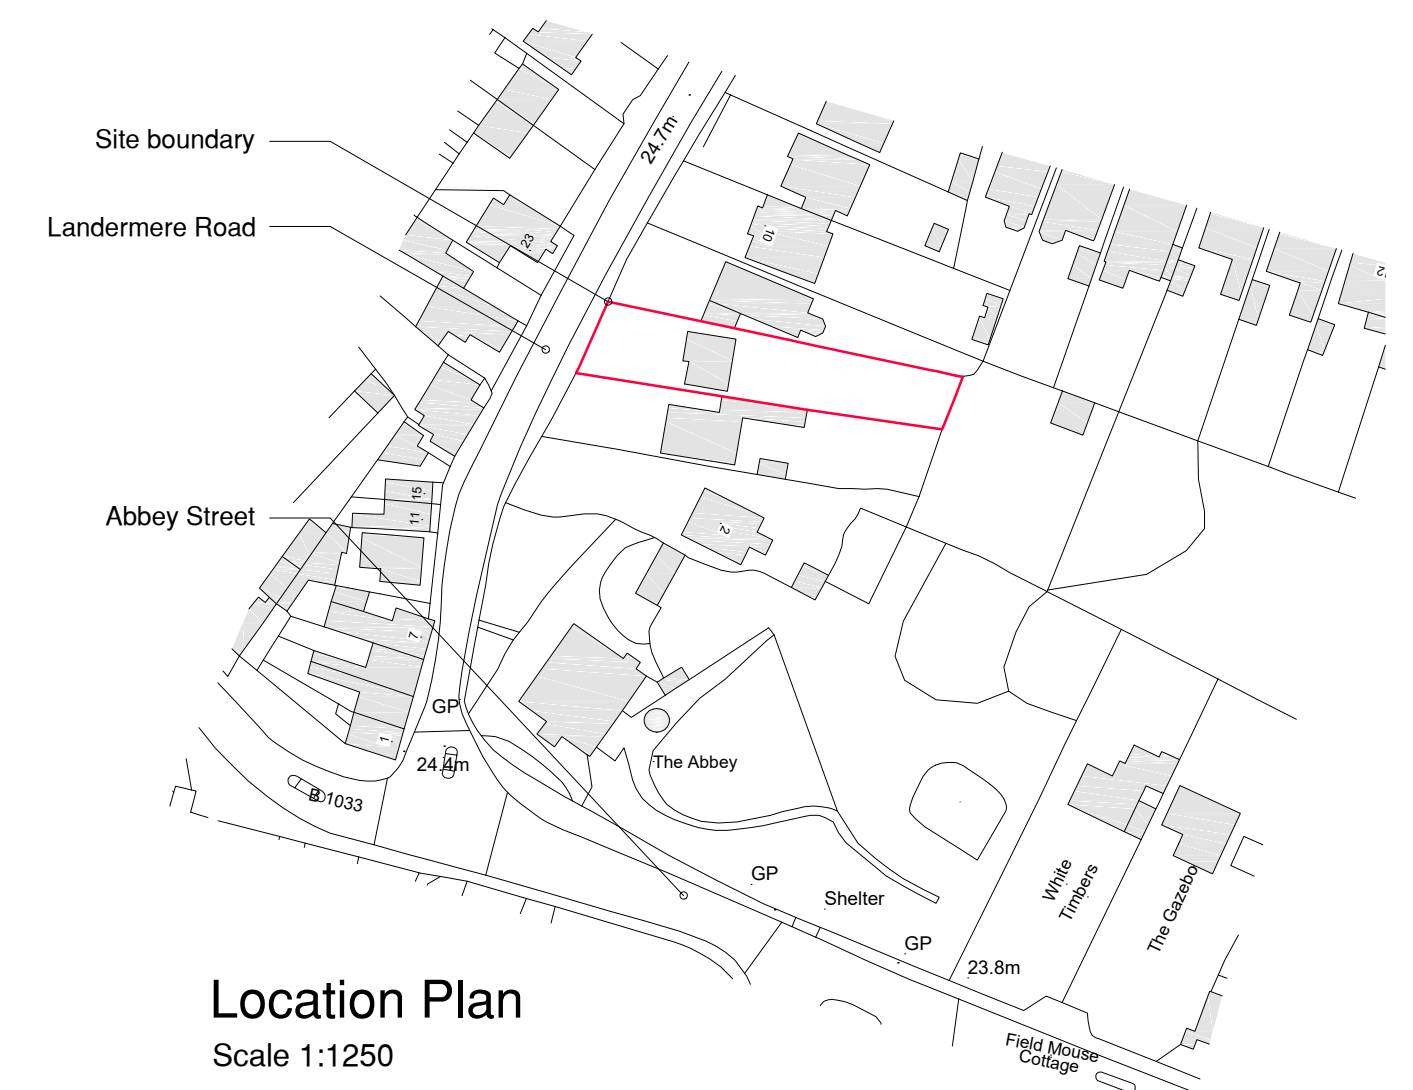 24.7m
Site boundary
Landermere Road
23
10
15
11
Abbey Street
2
7
GP
1
24.4m
The Abbey
B 1033
GP
Shelter
White
Timbers
The Gazebo
GP
23.8m
Location Plan
Scale 1:1250
Field Mouse
Cottage